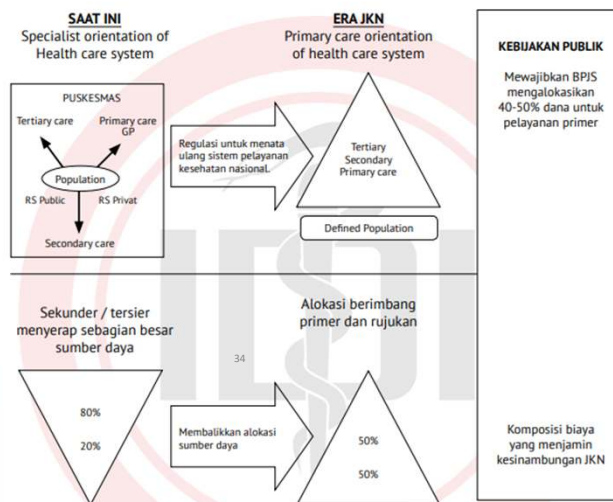 SAAT INI
Specialist orientation of
Health care system
PUSKESMAS
Tertiary care
Primary care
GP
Population
RS Public
RS Privat
Secondary care
Regulasi untuk menata
ulang sistem pelayanan
kesehatan nasional.
ERA JKN
Primary care orientation
of health care system
Tertiary
Secondary
Primary care
Defined Population
KEBIJAKAN PUBLIK
Mewajibkan BPJS
mengalokasikan
40-50% dana untuk
pelayanan primer
Sekunder / tersier
menyerap sebagian besar
sumber daya
80%
20%
34
Membalikkan alokasi
sumber daya
Alokasi berimbang
primer dan rujukan
50%
50%
Komposisi biaya
yang menjamin
kesinambungan JKN
IDI